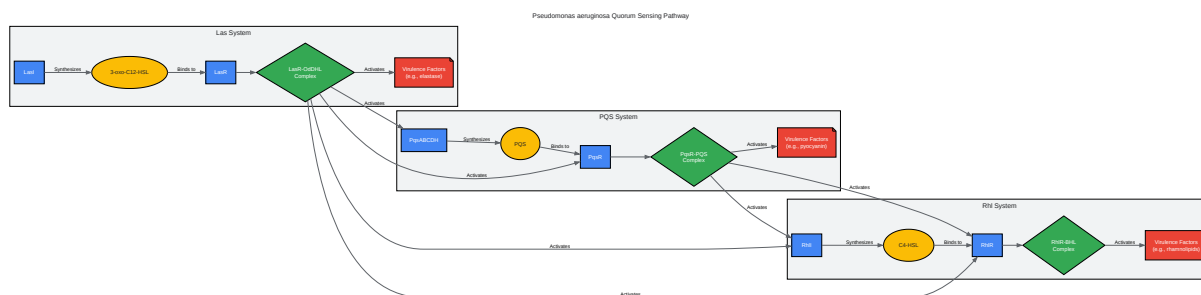 Pseudomonas aeruginosa Quorum Sensing Pathway
Las System
LasI
Synthesizes
3-oxo-C12-HSL
Binds to
LasR
LasR-OdDHL
Complex
Activates
Virulence Factors
(e.g., elastase)
Activates
PQS System
PqsABCDH
Synthesizes
PQS
Binds to
PqsR
PqsR-PQS
Complex
Activates
Virulence Factors
(e.g., pyocyanin)
Activates
Activates
Activates
Rhl System
RhlI
Synthesizes
C4-HSL
Binds to
RhlR
RhlR-BHL
Complex
Activates
Virulence Factors
(e.g., rhamnolipids)
Activates
Activates